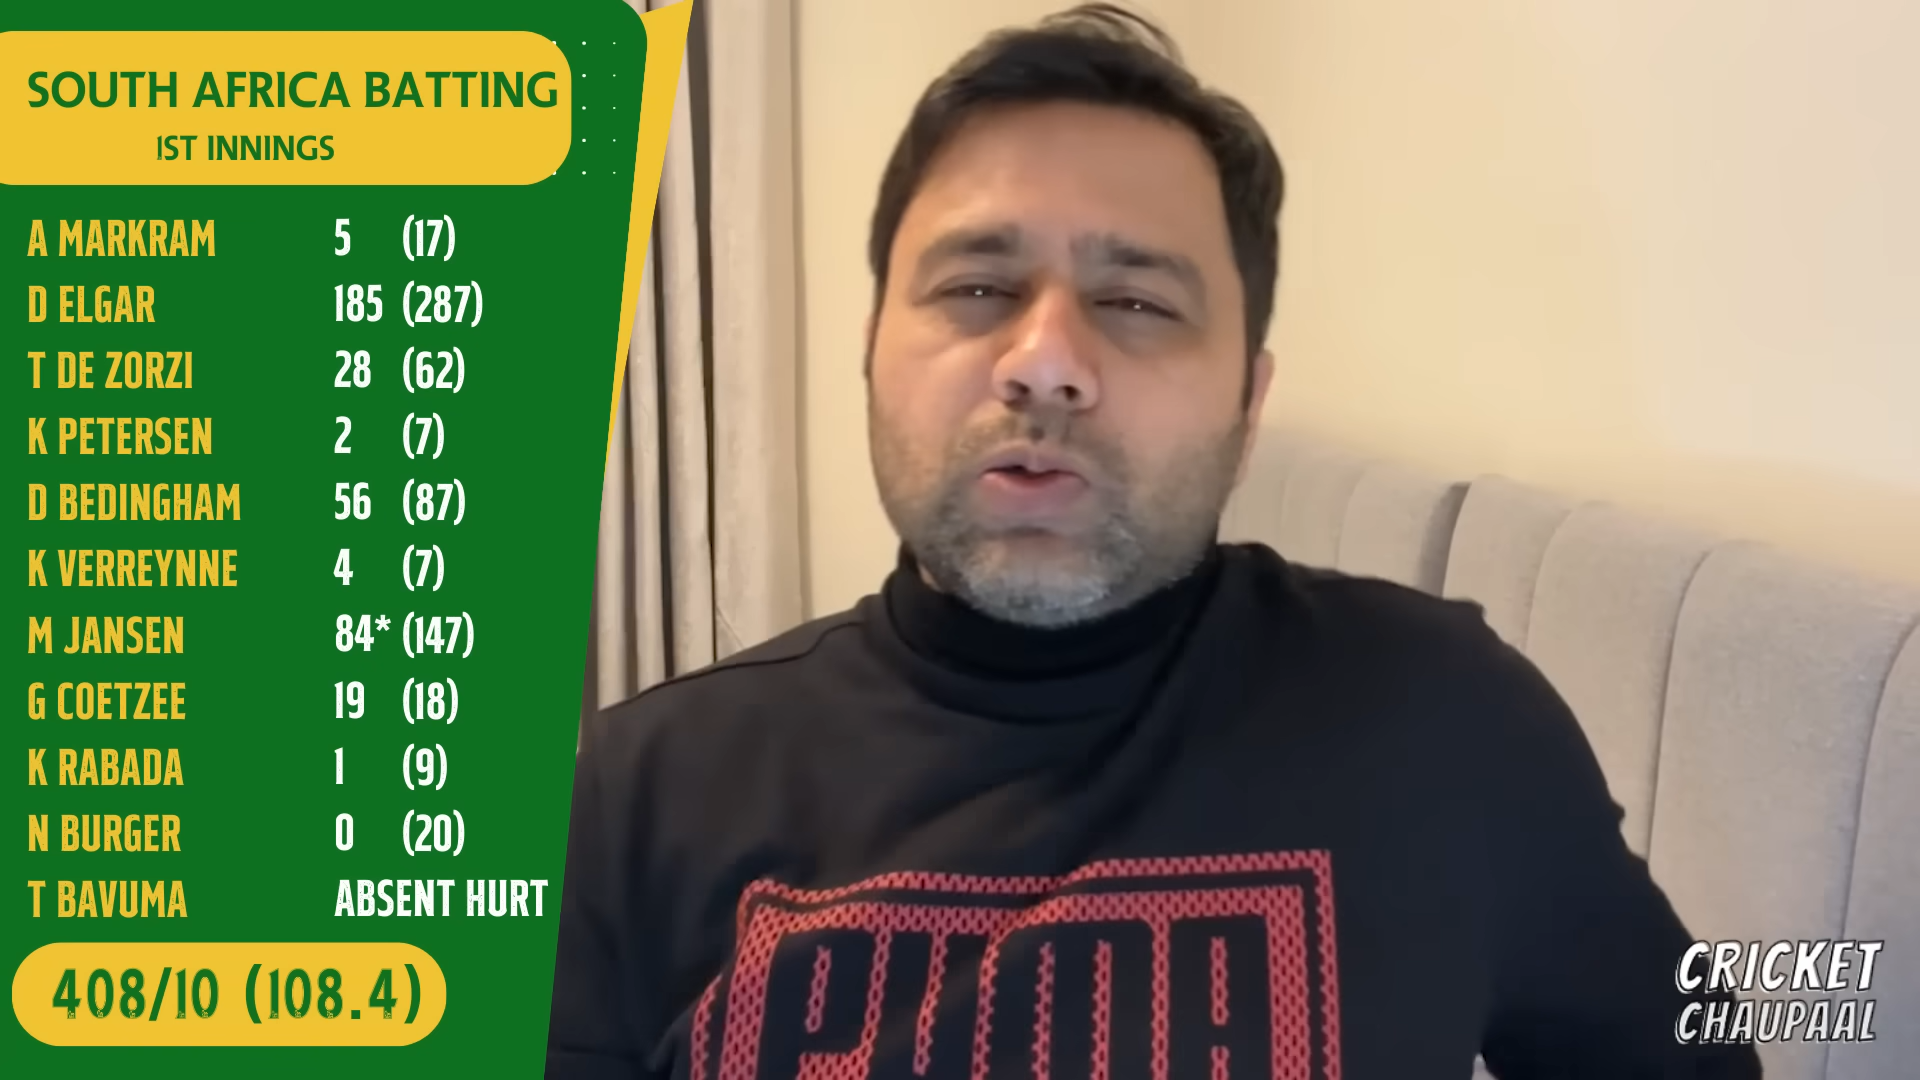 SOUTH AFRICA BATTING
1ST INNINGS
A MARKRAM 5 (17)
D ELGAR 185 (287)
T DE ZORZI 28 (62)
K PETERSEN 2 (7)
D BEDINGHAM 56 (87)
K VERREYNNE 4 (7)
M JANSEN 84* (147)
G COETZEE 19 (18)
K RABADA 1 (9)
N BURGER 0 (20)
T BAVUMA ABSENT HURT
408/10 (108.4)
PUMA
CRICKET
CHAUPAAL